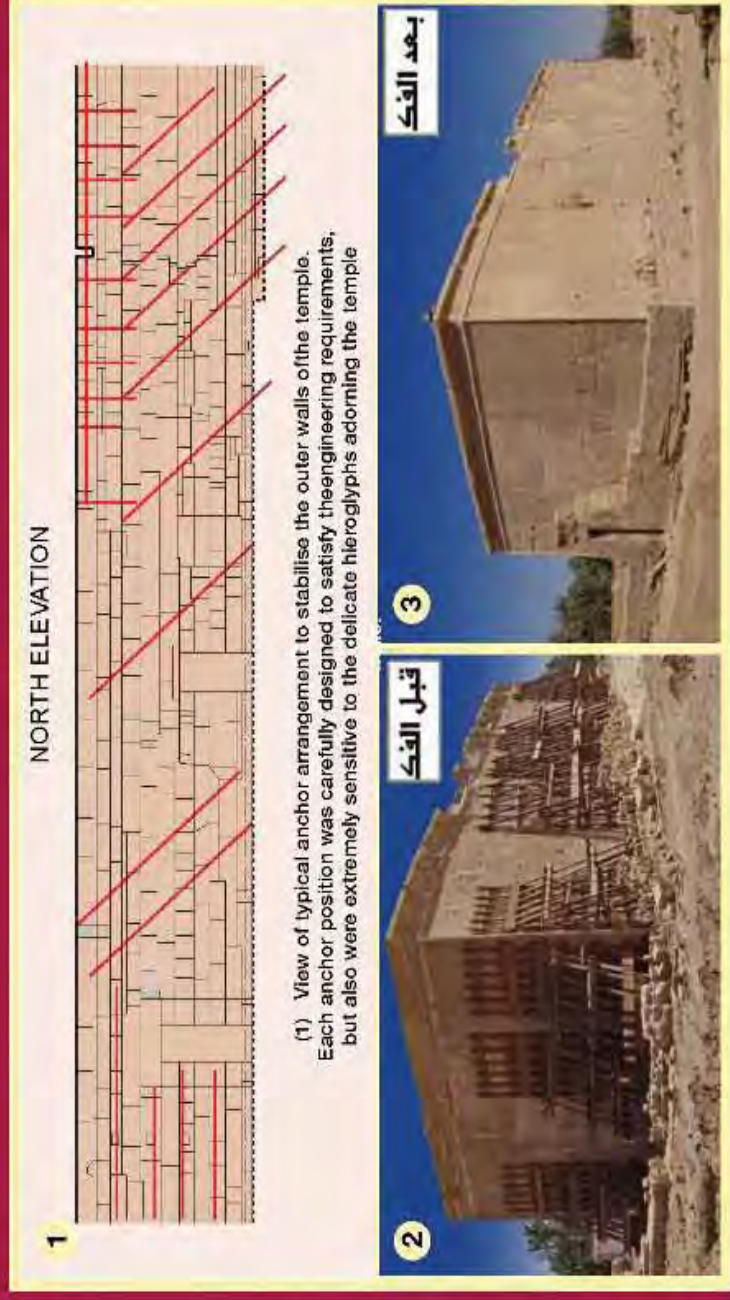 NORTH ELEVATION
1
(1) View of typical anchor arrangement to stabilise the outer walls ofthe temple.
Each anchor position was carefully designed to satisfy theengineering requirements,
but also were extremely sensitive to the delicate hieroglyphs adorning the temple
2
قبل الفك
3
بعد الفك